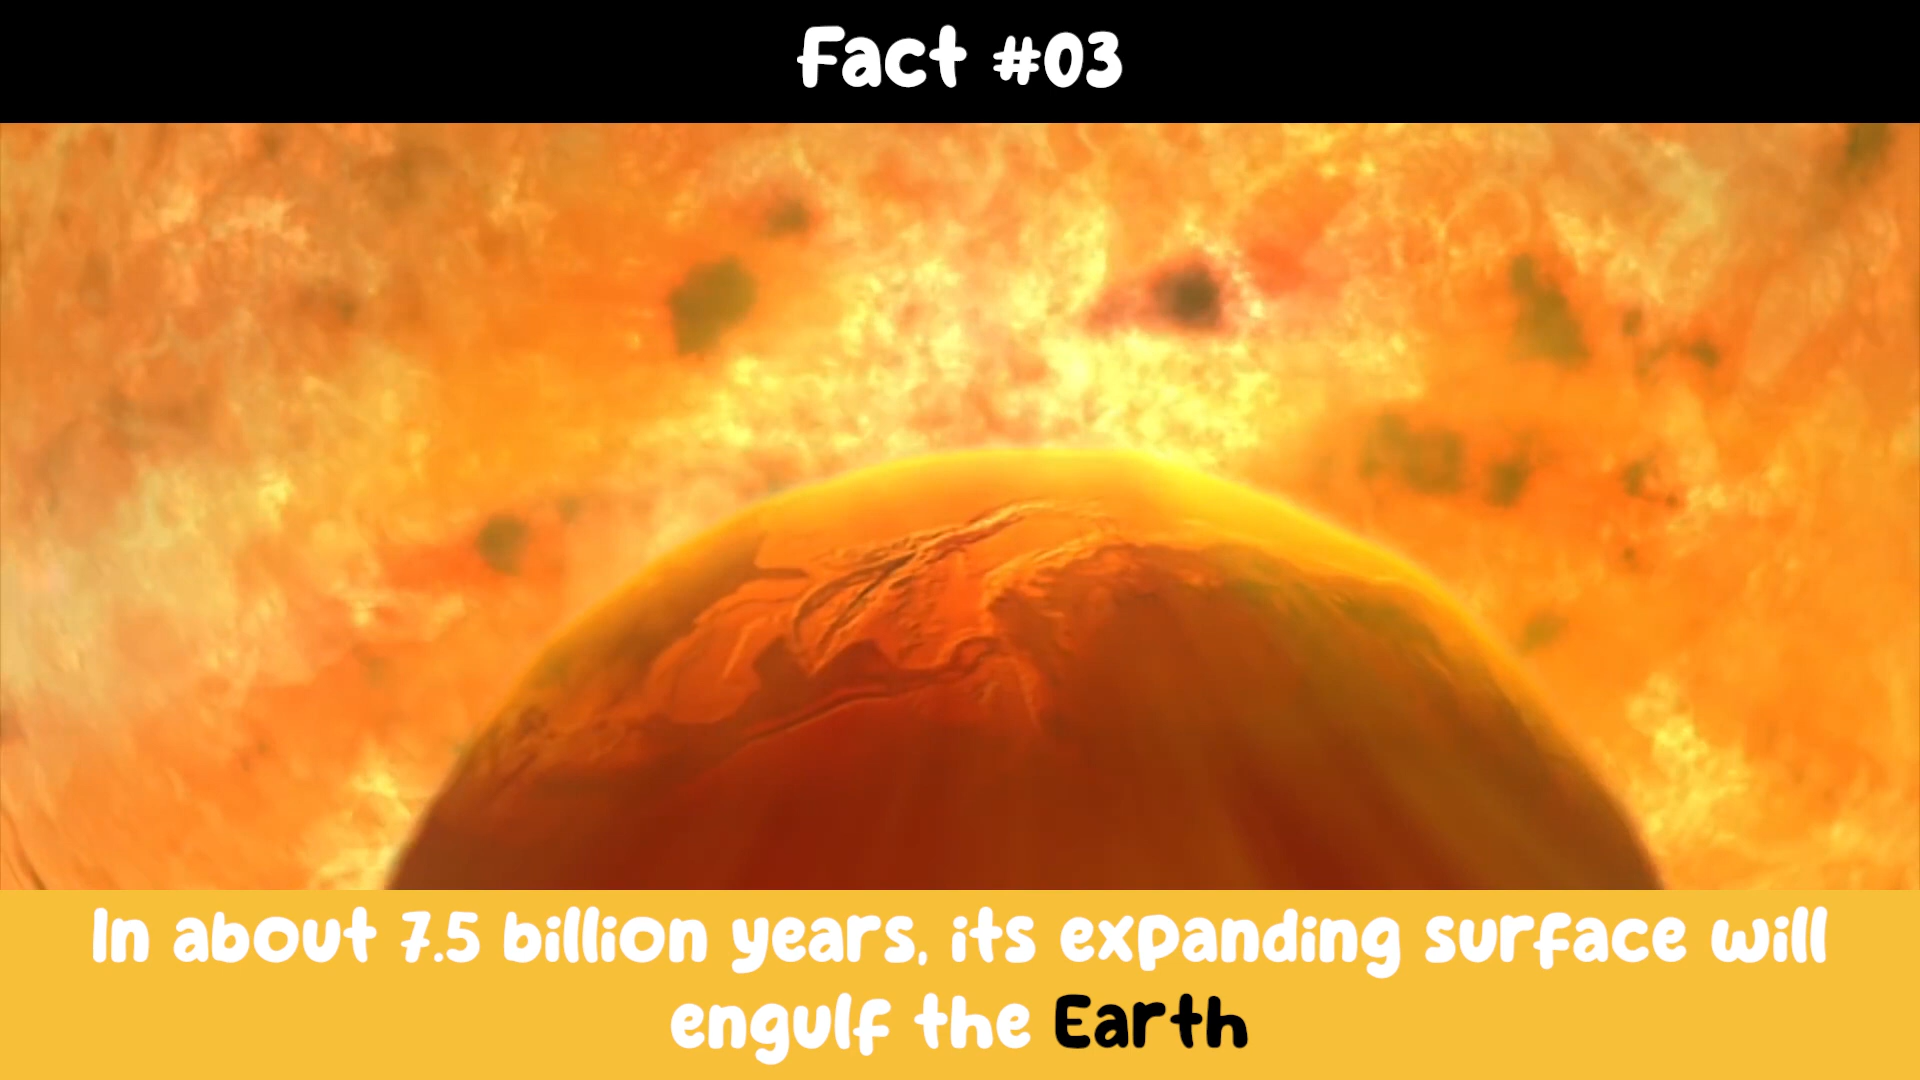 Fact #03
In about 7.5 billion years, its expanding surface will
engulf the Earth